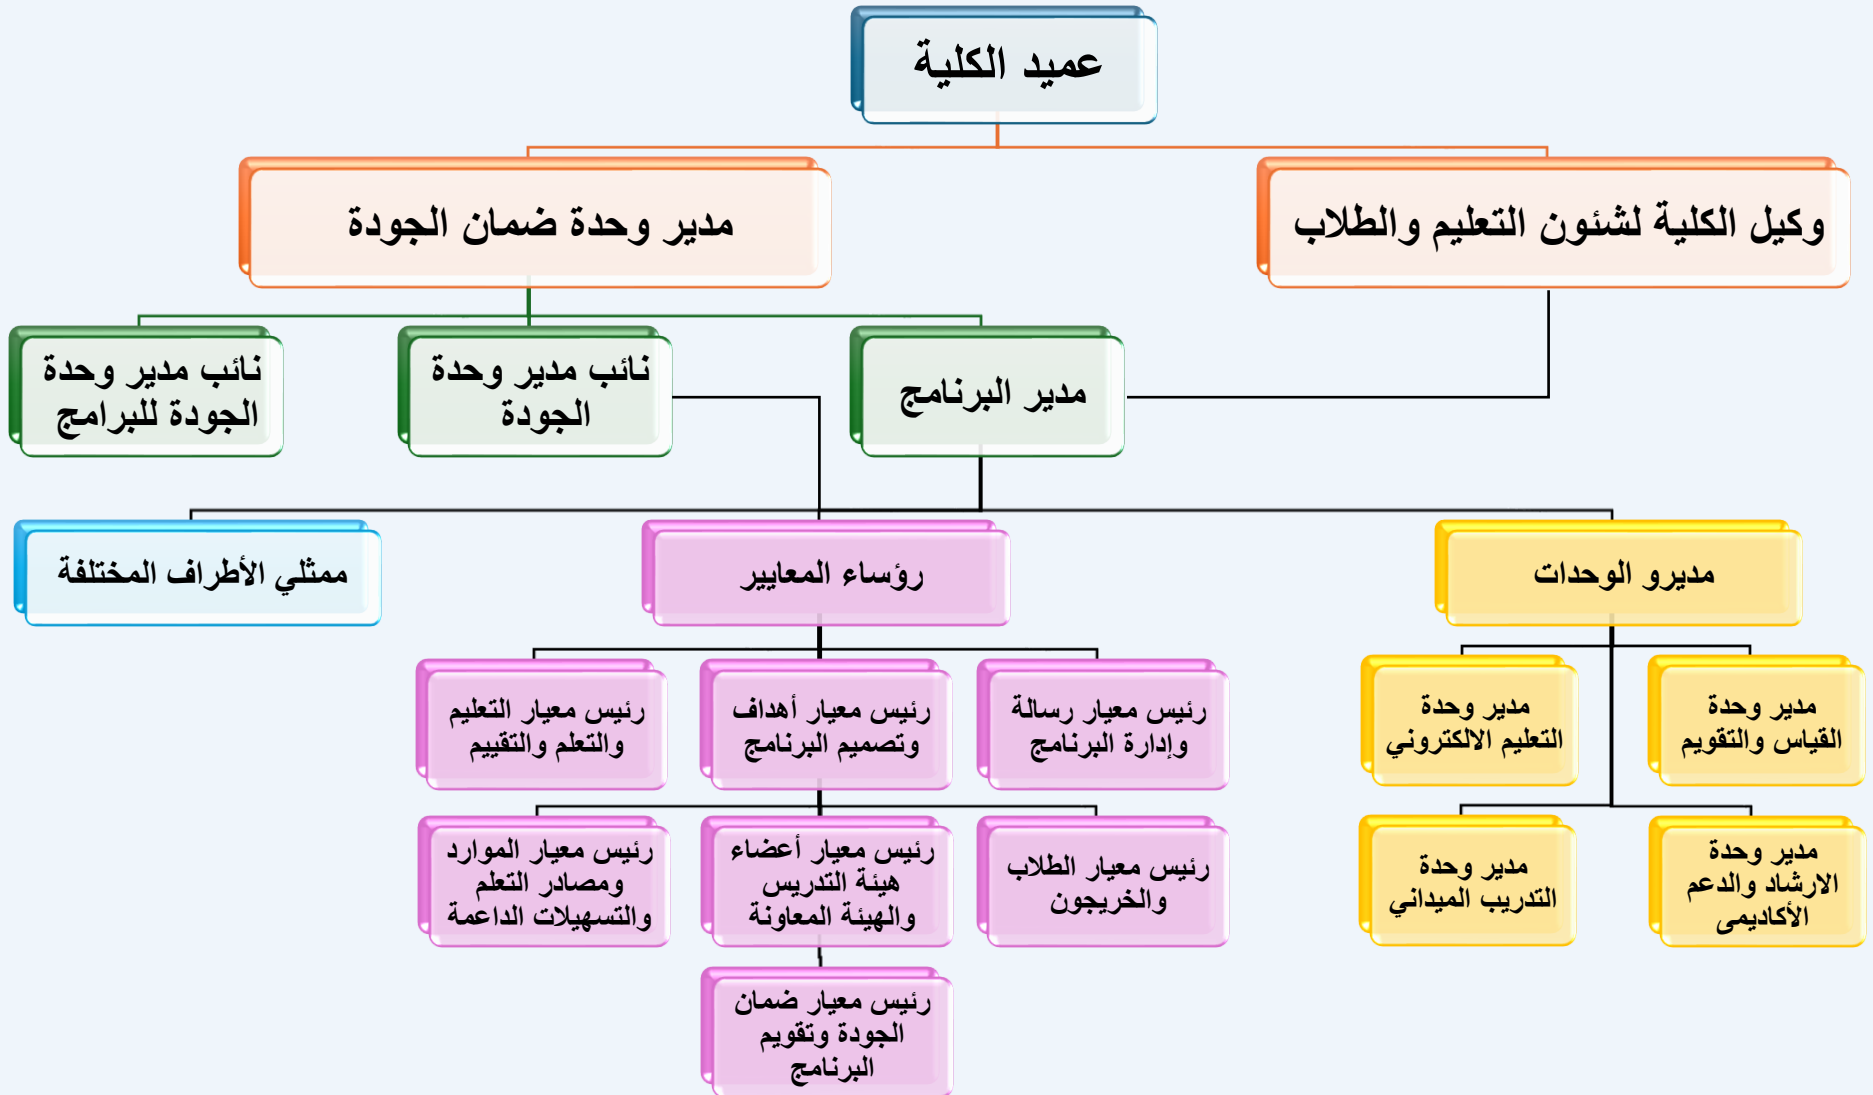 عميد الكلية
وكيل الكلية لشئون التعليم والطلاب
مدير وحدة ضمان الجودة
مدير البرنامج
نائب مدير وحدة
الجودة
نائب مدير وحدة
الجودة للبرامج
مديرو الوحدات
رؤساء المعايير
ممثلي الأطراف المختلفة
مدير وحدة
القياس والتقويم
مدير وحدة
التعليم الالكتروني
رئيس معيار رسالة
وإدارة البرنامج
رئيس معيار أهداف
وتصميم البرنامج
رئيس معيار التعليم
والتعلم والتقييم
مدير وحدة
الارشاد والدعم
الأكاديمى
مدير وحدة
التدريب الميداني
رئيس معيار الطلاب
والخريجون
رئيس معيار أعضاء
هيئة التدريس
والهيئة المعاونة
رئيس معيار الموارد
ومصادر التعلم
والتسهيلات الداعمة
رئيس معيار ضمان
الجودة وتقويم
البرنامج